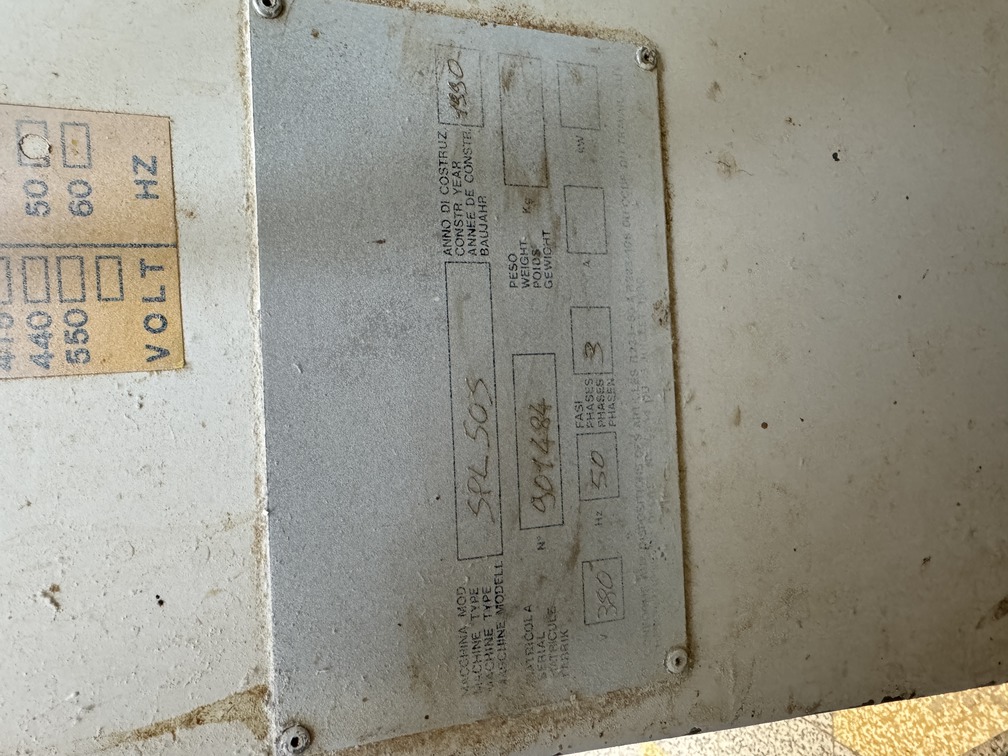 50
60
HZ
440
550
VOLT
MACCHINA MOD
MACHINE TYPE
MACHINE TYPE
MASCHINE MODELL
SPL 50S
ANNO DI COSTRUZ
CONSTR. YEAR
ANNEE DE CONSTR.
BAUJAHR
1990
MATRICOLA
SERIAL
MATRICULE
FABRIK
N°
901484
PESO
WEIGHT
POIDS
GEWICHT
Kg
V
380
Hz
50
FASI
PHASES
PHASES
PHASEN
3
A
KW